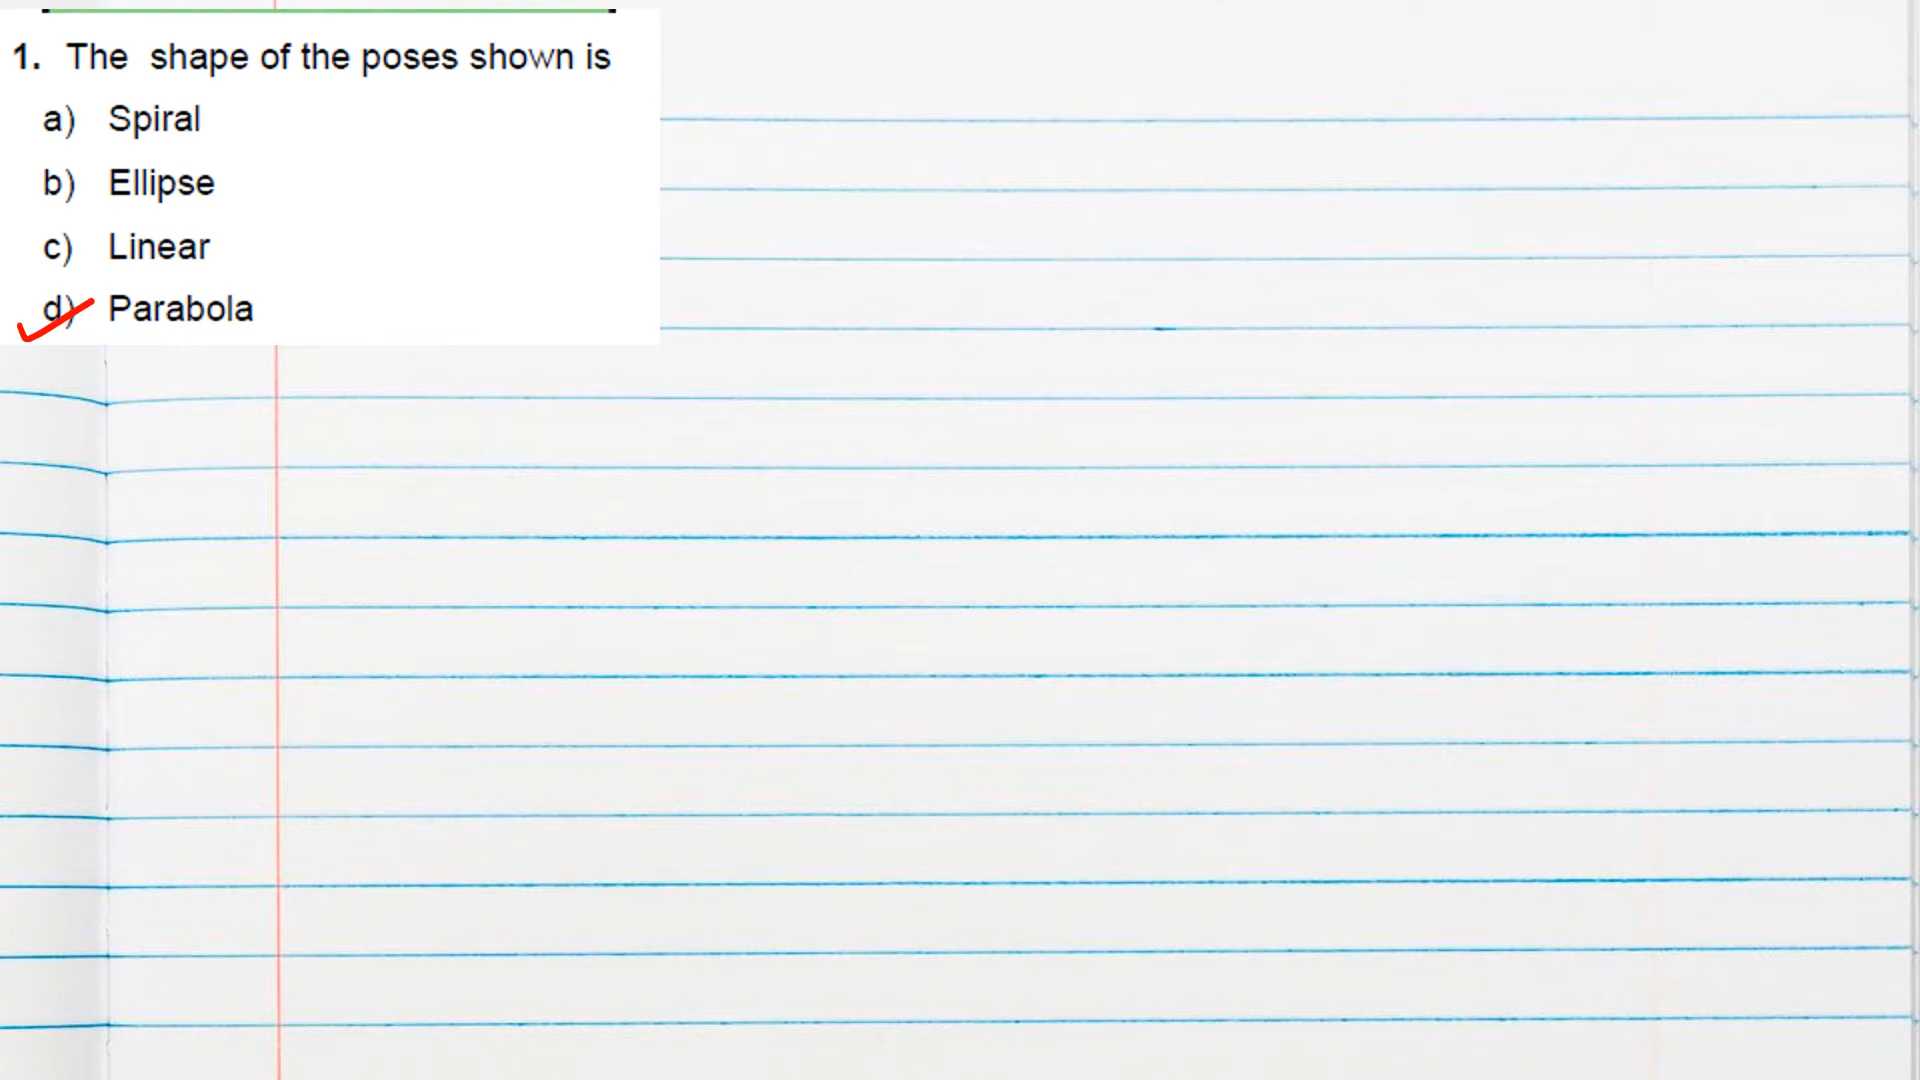 1. The shape of the poses shown is
a) Spiral
b) Ellipse
c) Linear
d) Parabola